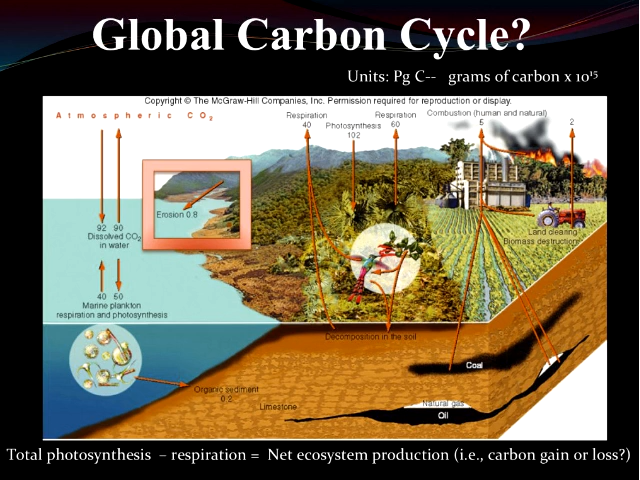 Global Carbon Cycle?
Units: Pg C-- grams of carbon x 10¹⁵
Copyright © The McGraw-Hill Companies, Inc. Permission required for reproduction or display.
Atmospheric CO₂
Respiration
40
Photosynthesis
102
Respiration
60
Combustion (human and natural)
5
2
Erosion 0.8
92 90
Dissolved CO₂
in water
Land clearing
Biomass destruction
40 50
Marine plankton
respiration and photosynthesis
Decomposition in the soil
Coal
Organic sediment
0.2
Limestone
Natural gas
Oil
Total photosynthesis – respiration = Net ecosystem production (i.e., carbon gain or loss?)